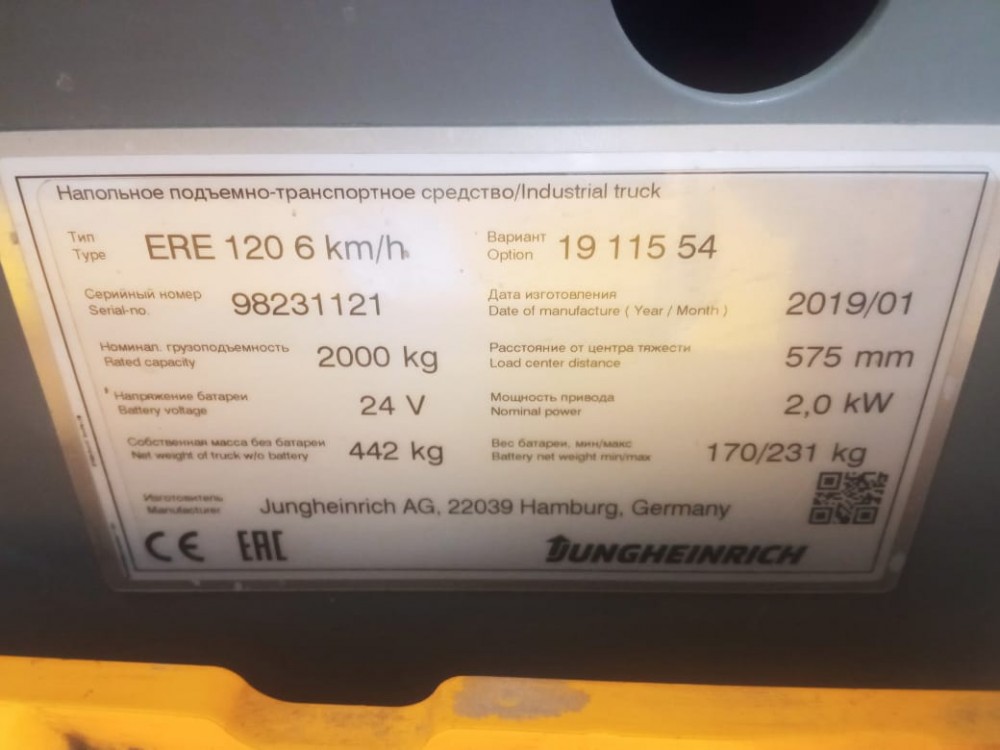 Напольное подъемно-транспортное средство/Industrial truck
Тип
Type
ERE 120 6 km/h
Вариант
Option
19 115 54
Серийный номер
Serial-no.
98231121
Дата изготовления
Date of manufacture ( Year / Month )
2019/01
Номинал. грузоподъемность
Rated capacity
2000 kg
Расстояние от центра тяжести
Load center distance
575 mm
Напряжение батареи
Battery voltage
24 V
Мощность привода
Nominal power
2,0 kW
Собственная масса без батареи
Net weight of truck w/o battery
442 kg
Вес батареи, мин/макс
Battery net weight min/max
170/231 kg
Изготовитель
Manufacturer
Jungheinrich AG, 22039 Hamburg, Germany
CE EAC
JUNGHEINRICH